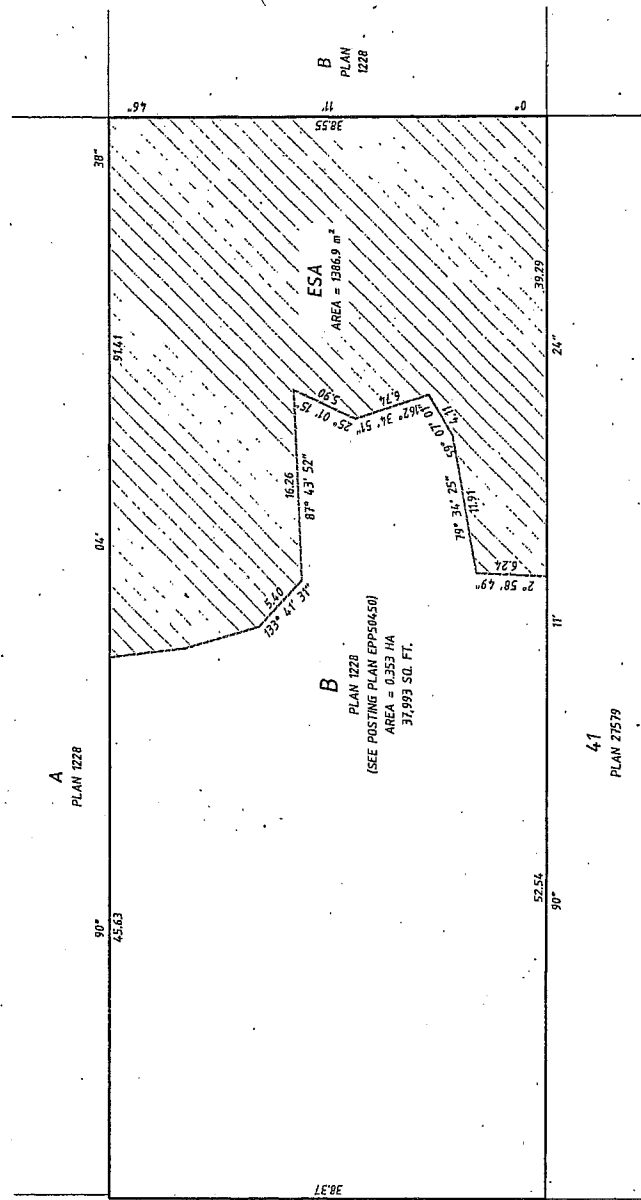 B
PLAN
1228
46"
11'
0°
38.55
38"
91.41
04'
90°
45.63
A
PLAN 1228
ESA
AREA = 1386.9 m²
5.90
25° 01' 15"
6.74
162° 34' 51"
4.11
59° 07' 01"
16.26
87° 43' 52"
5.40
133° 41' 31"
79° 34' 25"
11.91
6.24
2° 58' 49"
39.29
24"
11'
52.54
90°
B
PLAN 1228
(SEE POSTING PLAN EPP50450)
AREA = 0.353 HA
37,993 SQ. FT.
41
PLAN 27579
38.37